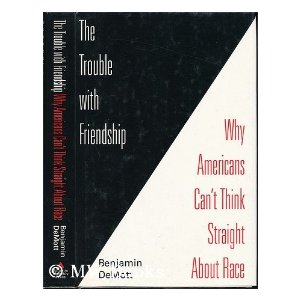 The Trouble with Friendship Why Americans Can't Think Straight About Race
Benjamin
DeMott
The
Trouble
with
Friendship
Why
Americans
Can't Think
Straight
About Race
Benjamin
DeMott